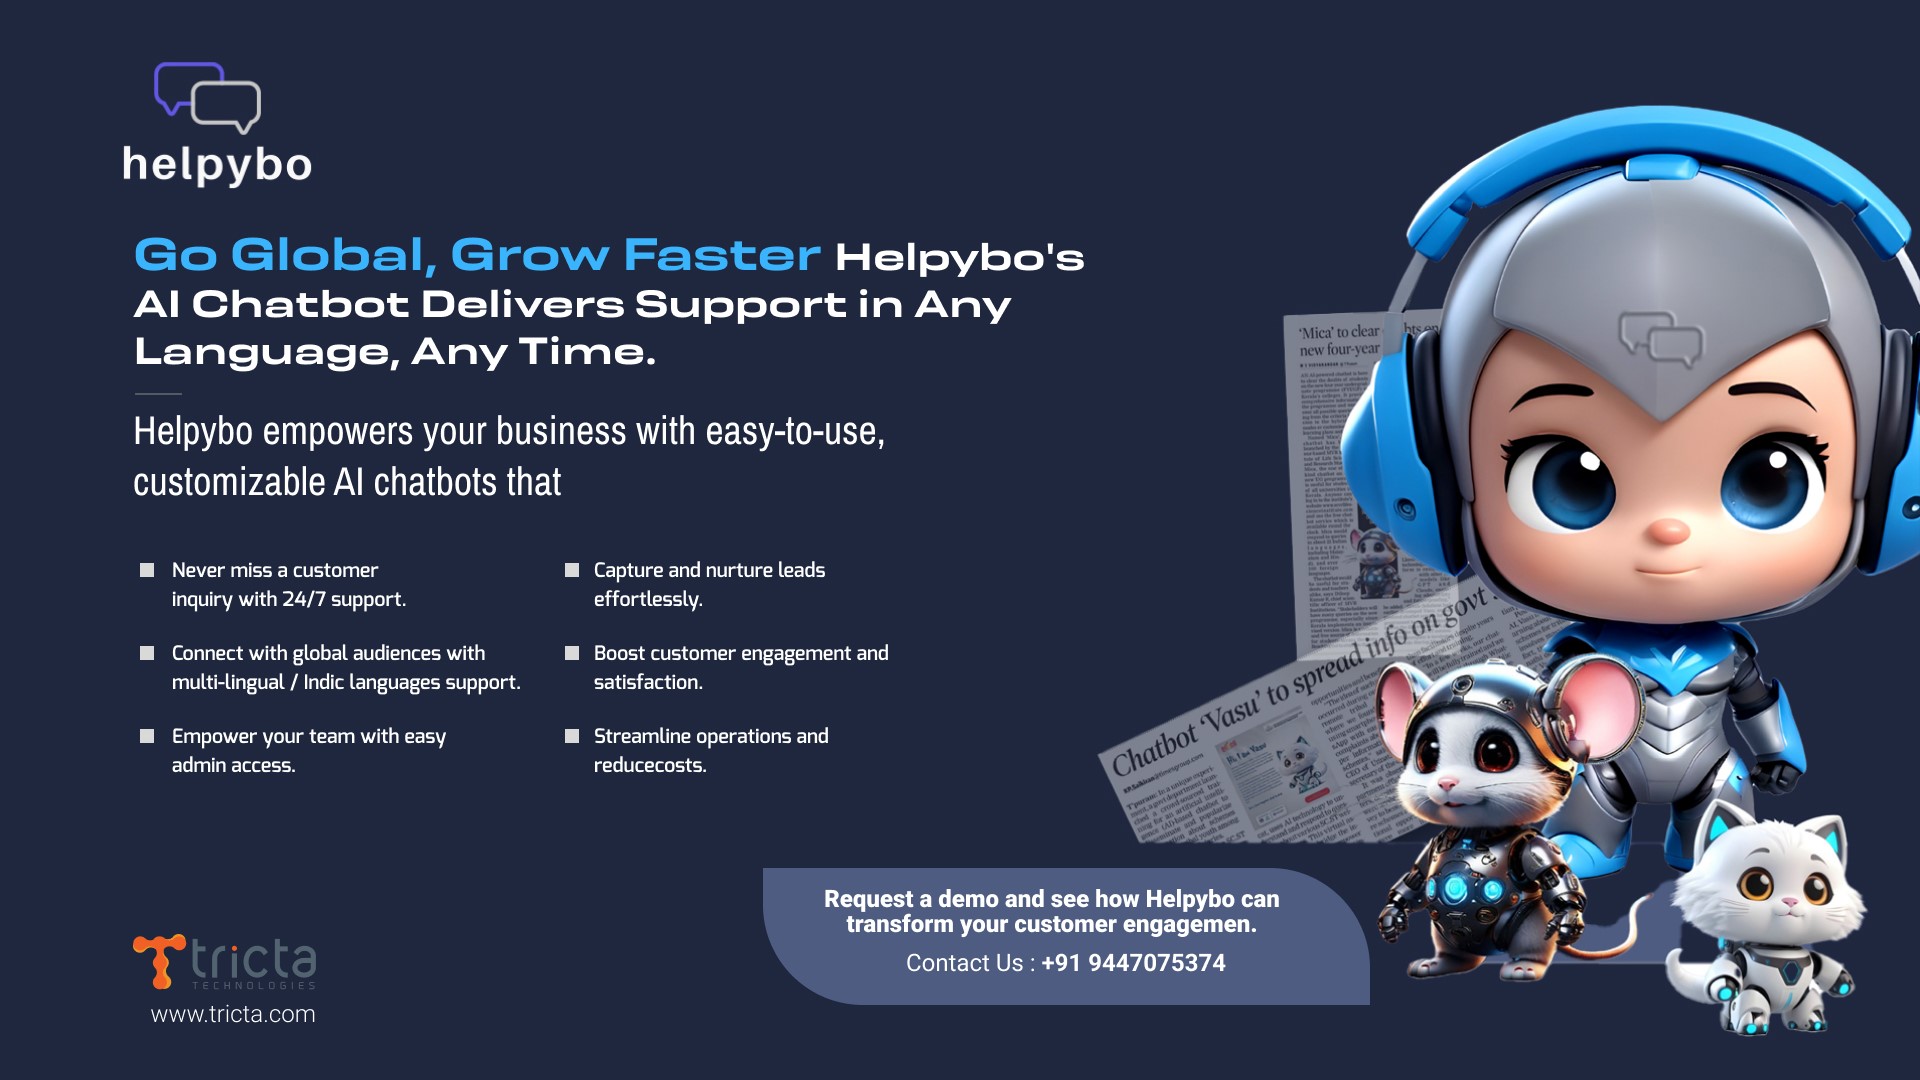 helpybo
Go Global, Grow Faster Helpybo's
AI Chatbot Delivers Support in Any
Language, Any Time.
Helpybo empowers your business with easy-to-use,
customizable AI chatbots that
Never miss a customer
inquiry with 24/7 support.
Connect with global audiences with
multi-lingual / Indic languages support.
Empower your team with easy
admin access.
Capture and nurture leads
effortlessly.
Boost customer engagement and
satisfaction.
Streamline operations and
reducecosts.
'Mica' to clear
new four-year
Chatbot 'Vasu' to spread info on govt
Request a demo and see how Helpybo can
transform your customer engagemen.
Contact Us : +91 9447075374
tricta
TECHNOLOGIES
www.tricta.com